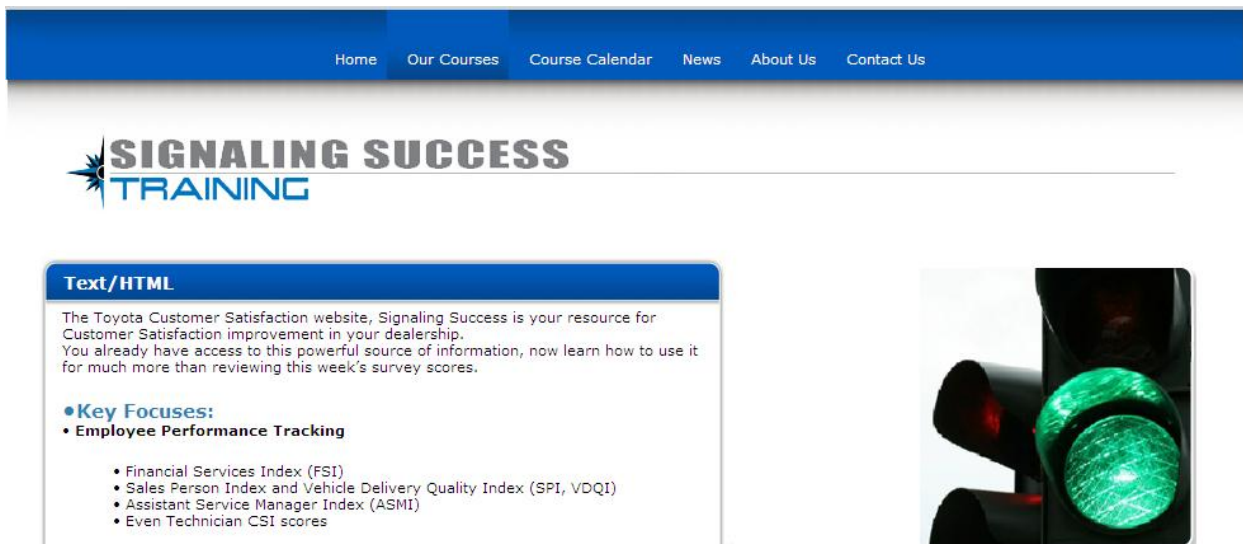 Home Our Courses Course Calendar News About Us Contact Us
SIGNALING SUCCESS
TRAINING
Text/HTML
The Toyota Customer Satisfaction website, Signaling Success is your resource for
Customer Satisfaction improvement in your dealership.
You already have access to this powerful source of information, now learn how to use it
for much more than reviewing this week’s survey scores.
•Key Focuses:
• Employee Performance Tracking
• Financial Services Index (FSI)
• Sales Person Index and Vehicle Delivery Quality Index (SPI, VDQI)
• Assistant Service Manager Index (ASMI)
• Even Technician CSI scores